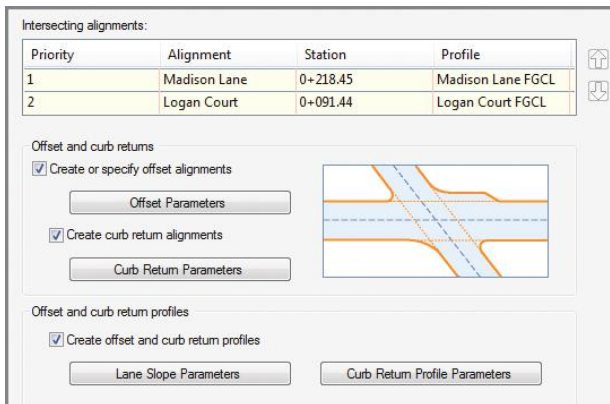 Intersecting alignments:
Priority Alignment Station Profile
1 Madison Lane 0+218.45 Madison Lane FGCL
2 Logan Court 0+091.44 Logan Court FGCL
Offset and curb returns
Create or specify offset alignments
Offset Parameters
Create curb return alignments
Curb Return Parameters
Offset and curb return profiles
Create offset and curb return profiles
Lane Slope Parameters Curb Return Profile Parameters